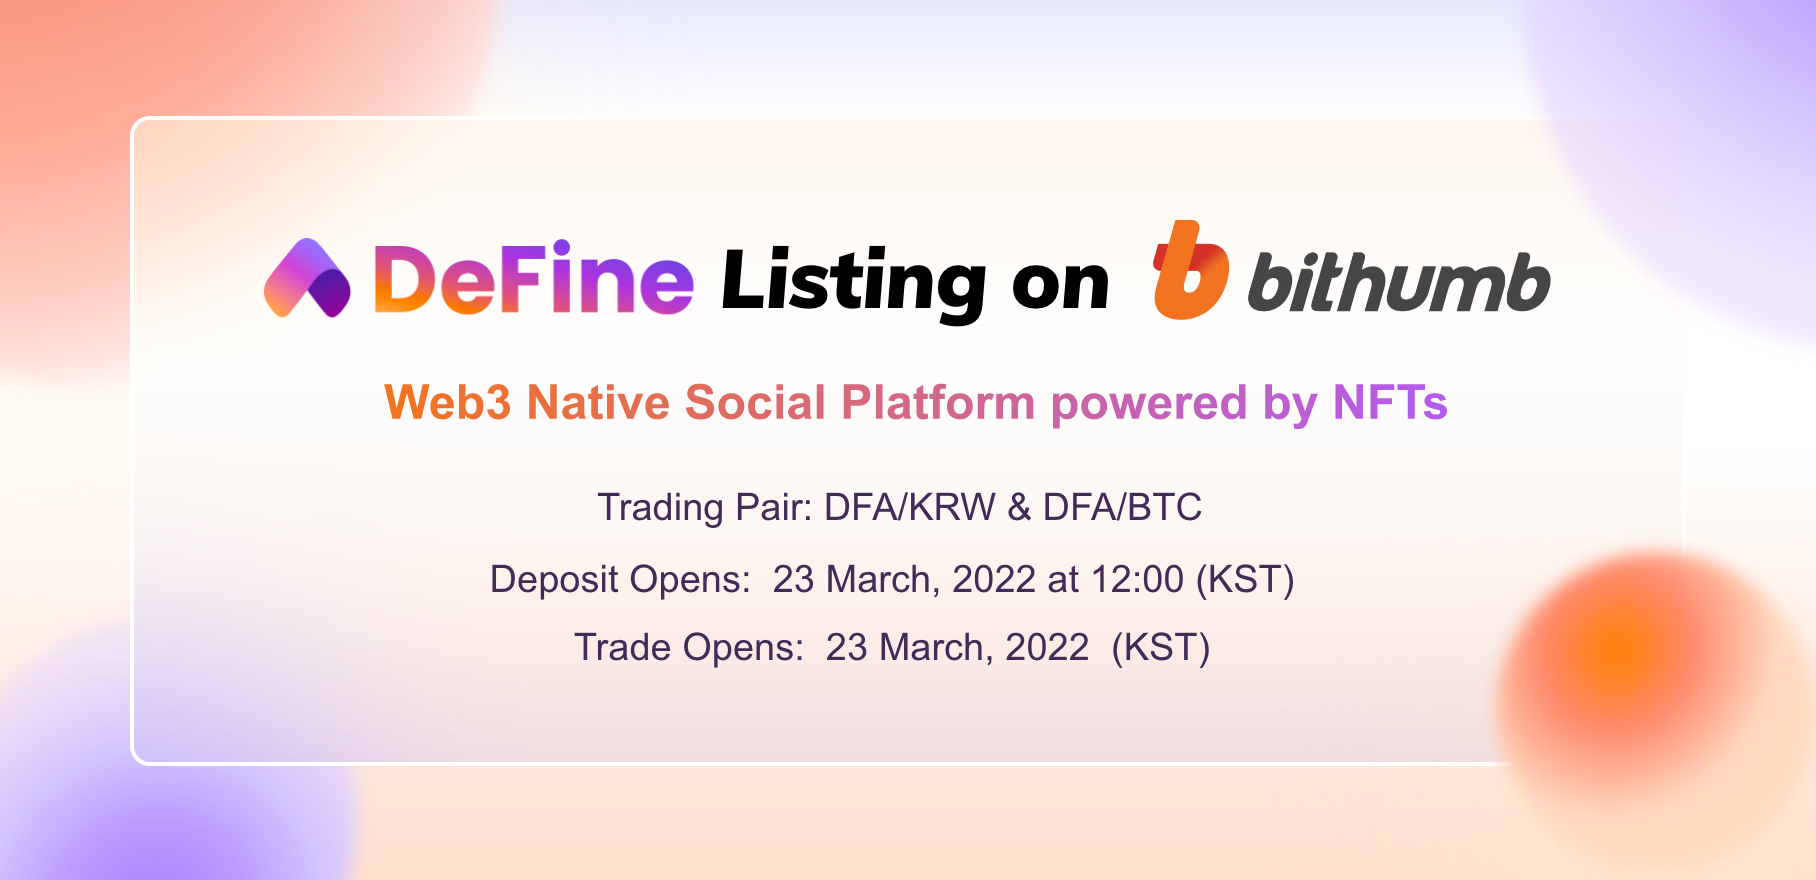 DeFine Listing on bithumb
Web3 Native Social Platform powered by NFTs
Trading Pair: DFA/KRW & DFA/BTC
Deposit Opens: 23 March, 2022 at 12:00 (KST)
Trade Opens: 23 March, 2022 (KST)